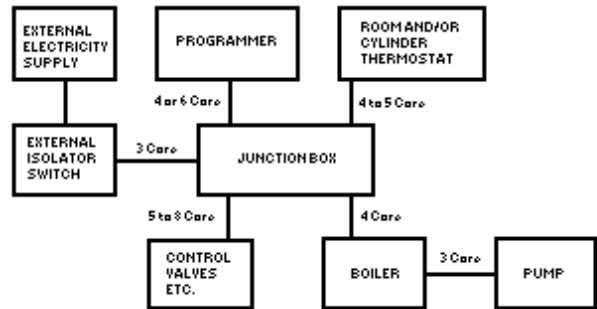 EXTERNAL
ELECTRICITY
SUPPLY
PROGRAMMER
ROOM AND/OR
CYLINDER
THERMOSTAT
4 or 6 Core
4 to 5 Core
EXTERNAL
ISOLATOR
SWITCH
3 Core
JUNCTION BOX
5 to 8 Core
4 Core
CONTROL
VALVES
ETC.
BOILER
3 Core
PUMP